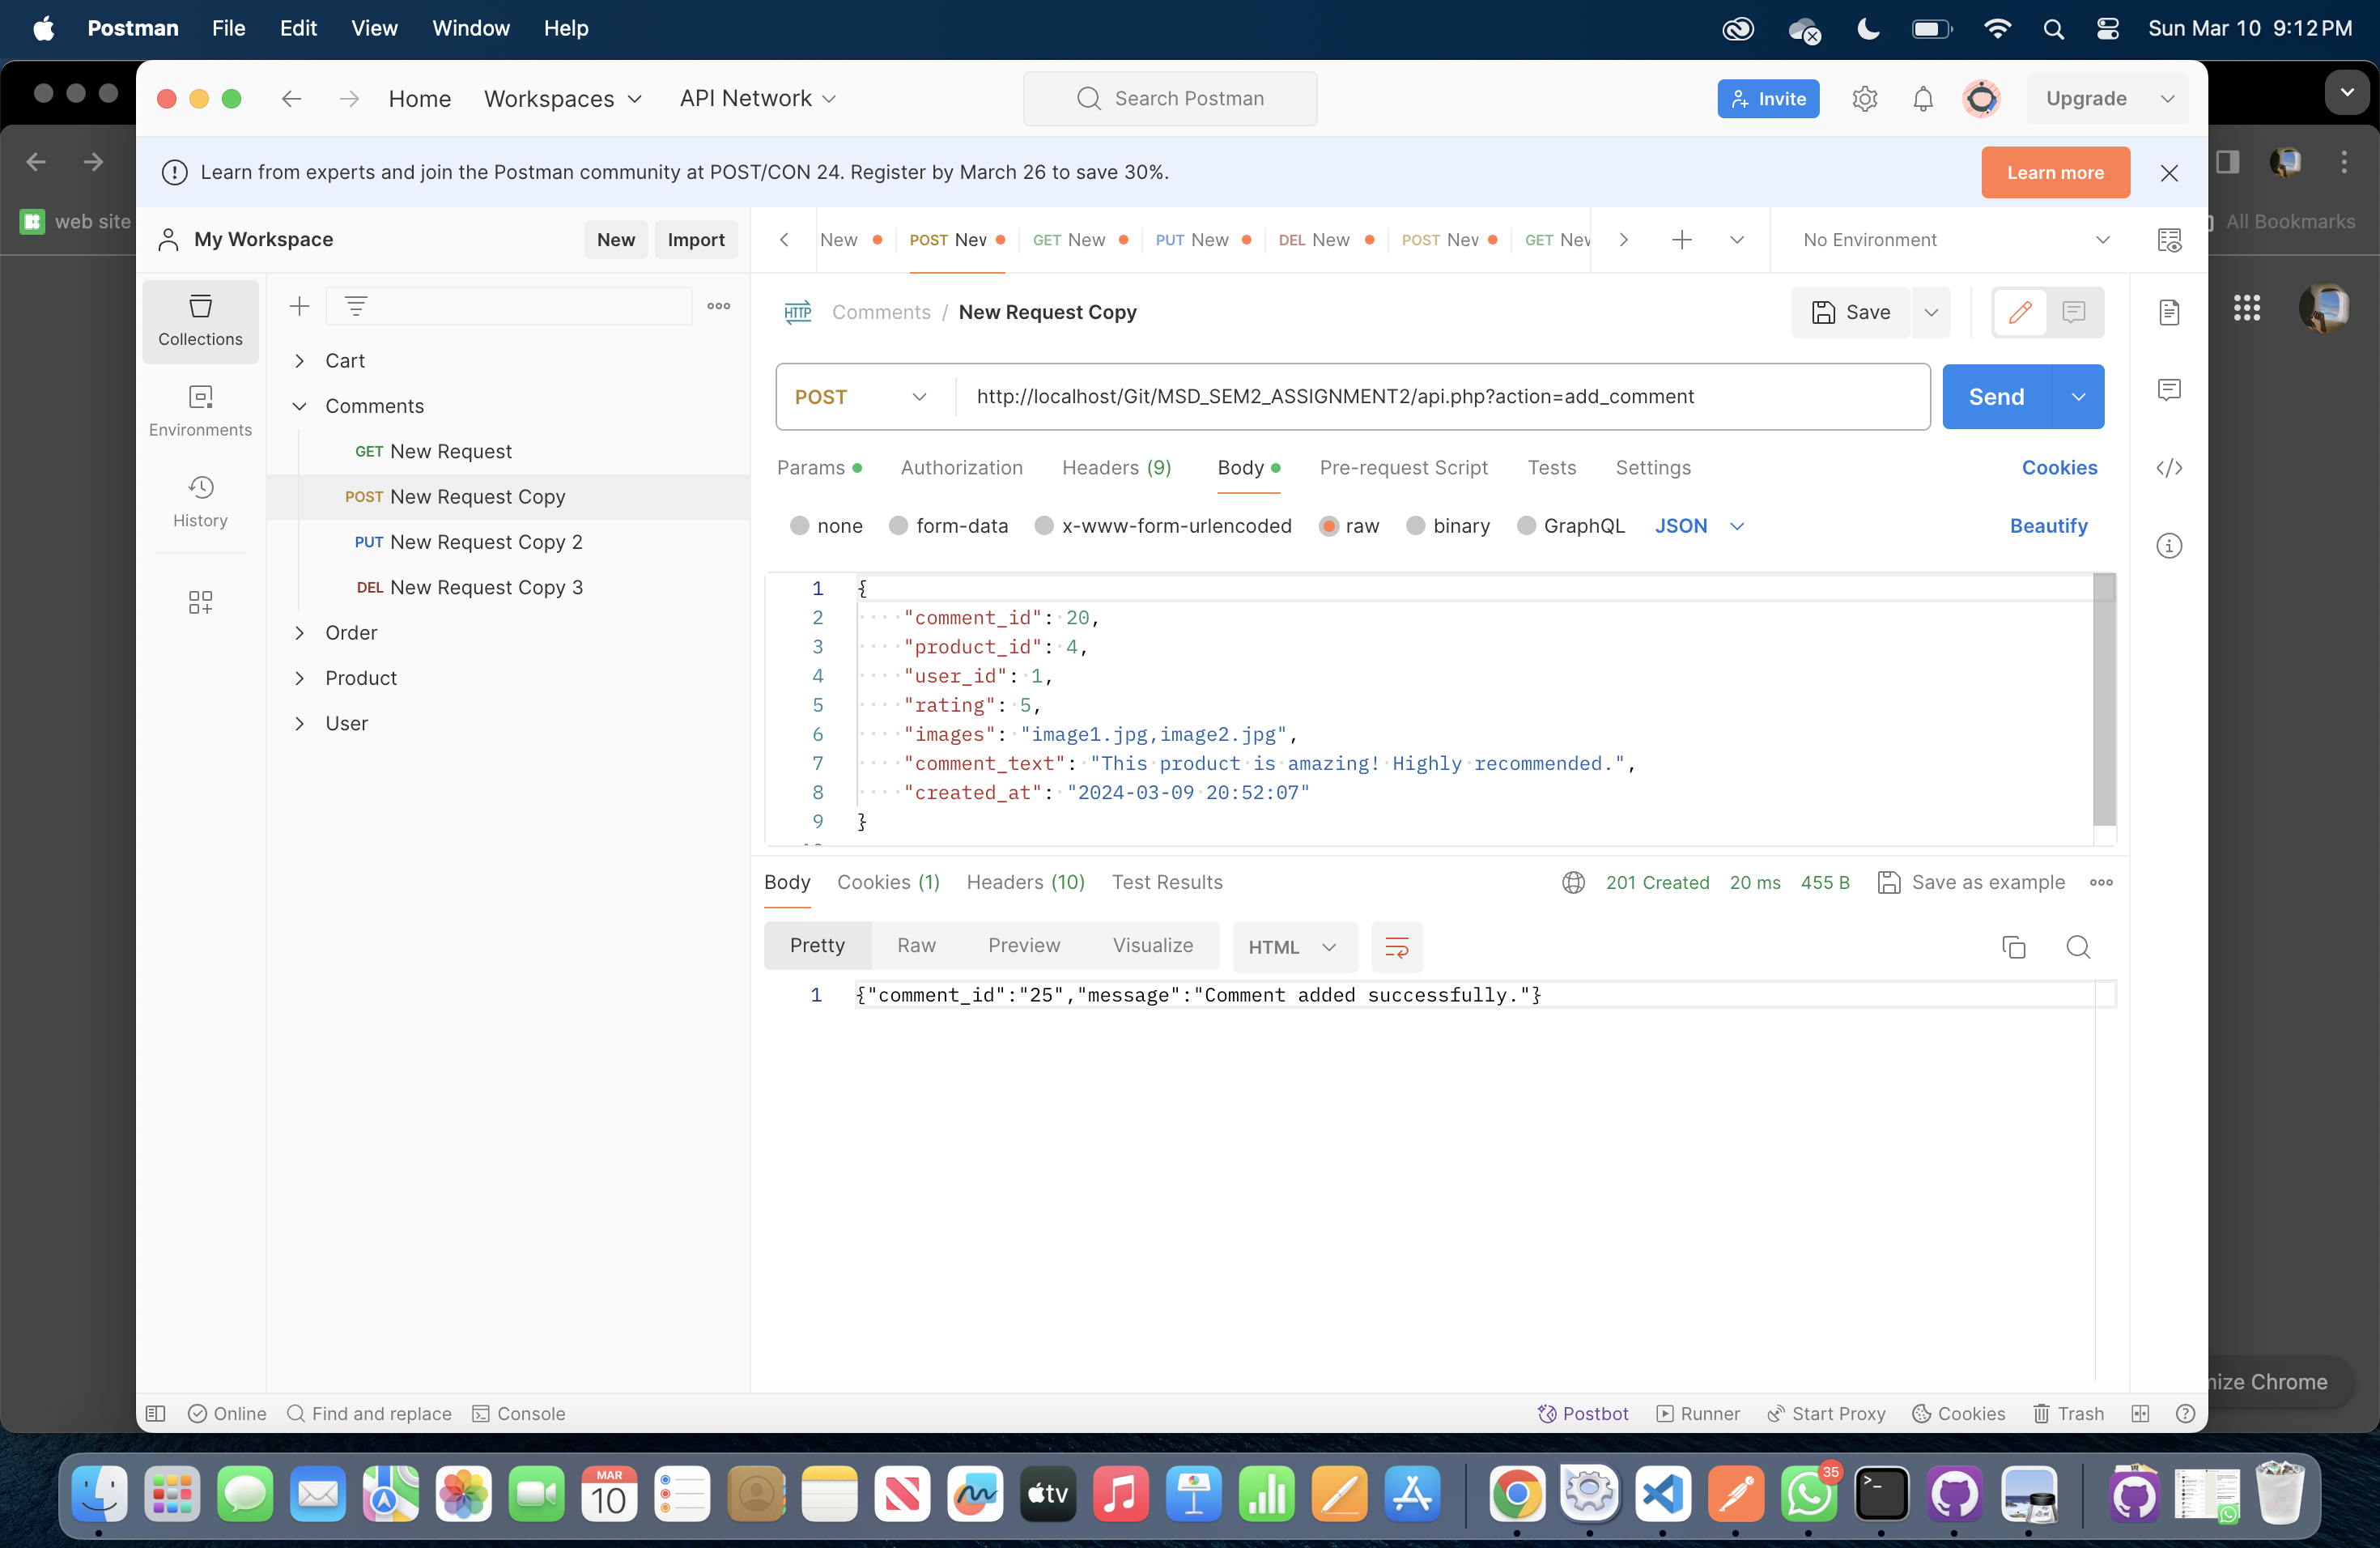 Postman File Edit View Window Help Sun Mar 10 9:12 PM
Home Workspaces API Network Search Postman Invite Upgrade
Learn from experts and join the Postman community at POST/CON 24. Register by March 26 to save 30%. Learn more
web site All Bookmarks
My Workspace New Import New POST New GET New PUT New DEL New POST New GET New No Environment
Collections
Environments
History
Cart
Comments
GET New Request
POST New Request Copy
PUT New Request Copy 2
DEL New Request Copy 3
Order
Product
User
HTTP Comments / New Request Copy Save
POST http://localhost/Git/MSD_SEM2_ASSIGNMENT2/api.php?action=add_comment Send
Params Authorization Headers (9) Body Pre-request Script Tests Settings Cookies
none form-data x-www-form-urlencoded raw binary GraphQL JSON Beautify
1 {
2 "comment_id": 20,
3 "product_id": 4,
4 "user_id": 1,
5 "rating": 5,
6 "images": "image1.jpg,image2.jpg",
7 "comment_text": "This product is amazing! Highly recommended.",
8 "created_at": "2024-03-09 20:52:07"
9 }
Body Cookies (1) Headers (10) Test Results 201 Created 20 ms 455 B Save as example
Pretty Raw Preview Visualize HTML
1 {"comment_id":"25","message":"Comment added successfully."}
Chrome
Online Find and replace Console Postbot Runner Start Proxy Cookies Trash
MAR
10
tv
35